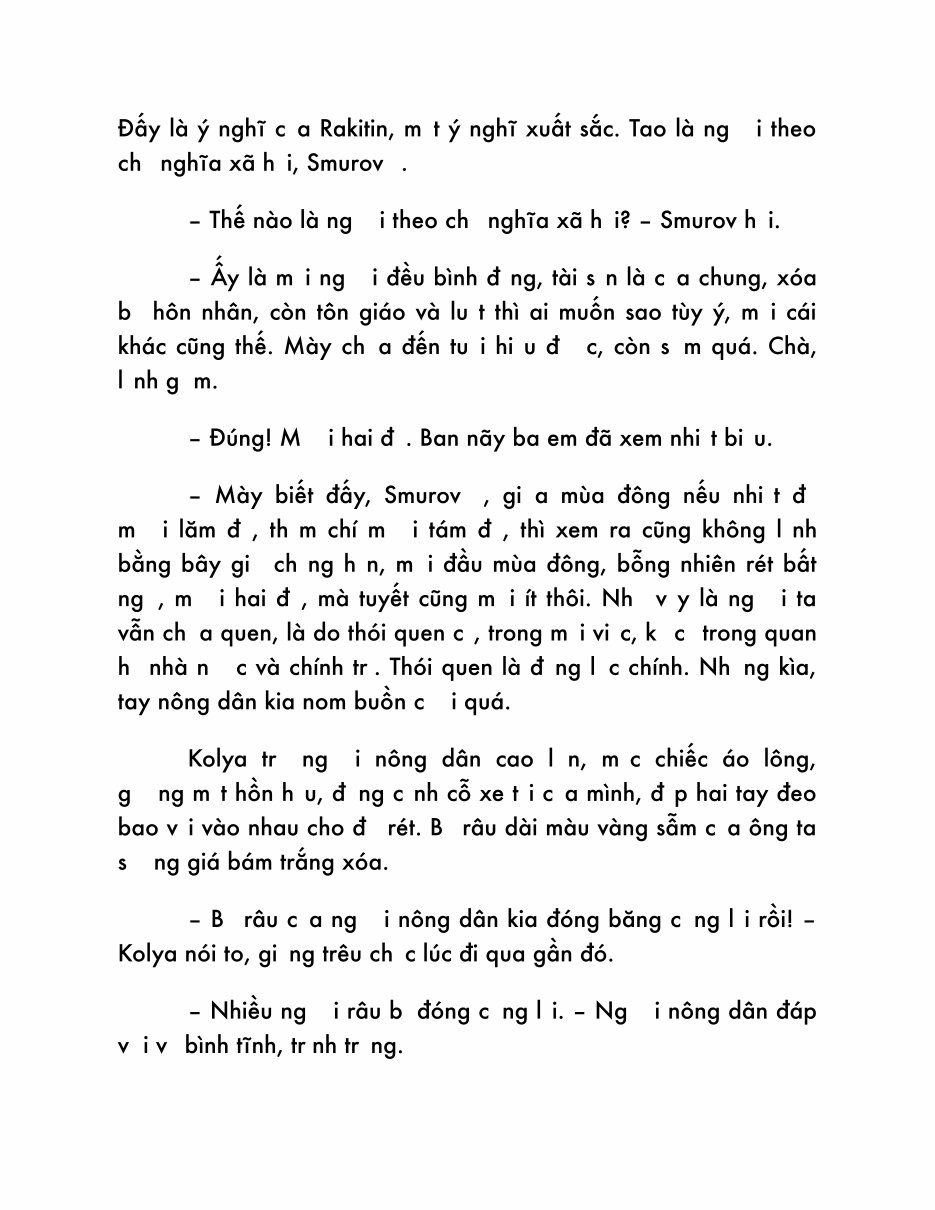 Đấy là ý nghĩ c a Rakitin, m t ý nghĩ xuất sắc. Tao là ng i theo
ch nghĩa xã h i, Smurov .
– Thế nào là ng i theo ch nghĩa xã h i? – Smurov h i.
– Ấy là m i ng i đều bình đ ng, tài s n là c a chung, xóa
b hôn nhân, còn tôn giáo và lu t thì ai muốn sao tùy ý, m i cái
khác cũng thế. Mày ch a đến tu i hi u đ c, còn s m quá. Chà,
l nh g m.
– Đúng! M i hai đ . Ban nãy ba em đã xem nhi t bi u.
– Mày biết đấy, Smurov , gi a mùa đông nếu nhi t đ
m i lăm đ , th m chí m i tám đ , thì xem ra cũng không l nh
bằng bây gi ch ng h n, m i đầu mùa đông, bỗng nhiên rét bất
ng , m i hai đ , mà tuyết cũng m i ít thôi. Nh v y là ng i ta
vẫn ch a quen, là do thói quen c , trong m i vi c, k c trong quan
h nhà n c và chính tr . Thói quen là đ ng l c chính. Nh ng kìa,
tay nông dân kia nom buồn c i quá.
Kolya tr ng i nông dân cao l n, m c chiếc áo lông,
g ng m t hồn h u, đ ng c nh cỗ xe t i c a mình, đ p hai tay đeo
bao v i vào nhau cho đ rét. B râu dài màu vàng sẫm c a ông ta
s ng giá bám trắng xóa.
– B râu c a ng i nông dân kia đóng băng c ng l i rồi! –
Kolya nói to, gi ng trêu ch c lúc đi qua gần đó.
– Nhiều ng i râu b đóng c ng l i. – Ng i nông dân đáp
v i v bình tĩnh, tr nh tr ng.